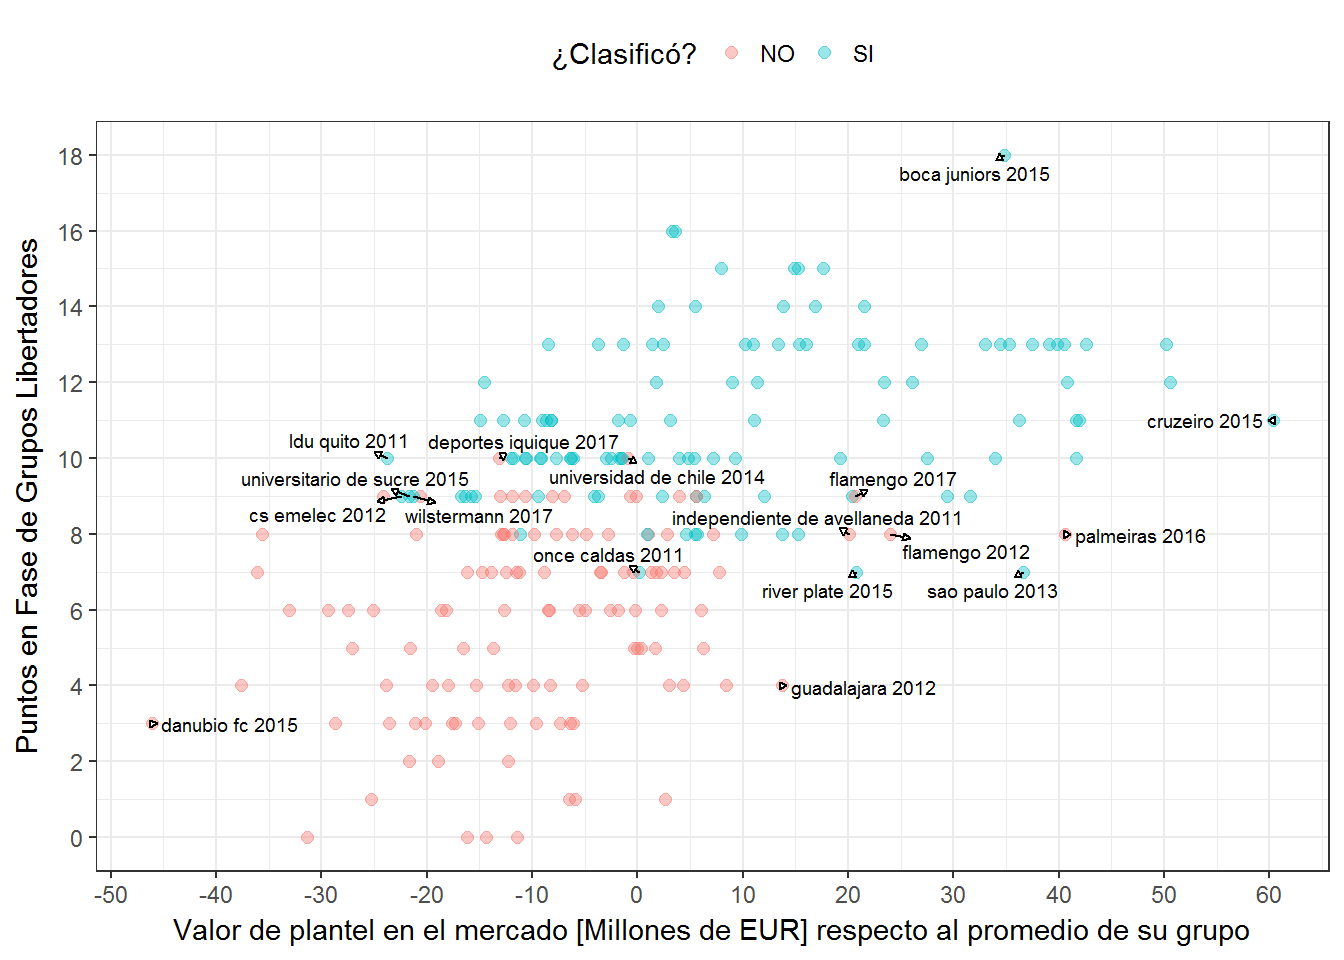 ¿Clasificó? NO SI
Puntos en Fase de Grupos Libertadores
18
16
14
12
10
8
6
4
2
0
boca juniors 2015
cruzeiro 2015
ldu quito 2011
deportes iquique 2017
universitario de sucre 2015
universidad de chile 2014
flamengo 2017
cs emelec 2012
wilstermann 2017
independiente de avellaneda 2011
palmeiras 2016
once caldas 2011
flamengo 2012
river plate 2015
sao paulo 2013
guadalajara 2012
danubio fc 2015
-50 -40 -30 -20 -10 0 10 20 30 40 50 60
Valor de plantel en el mercado [Millones de EUR] respecto al promedio de su grupo